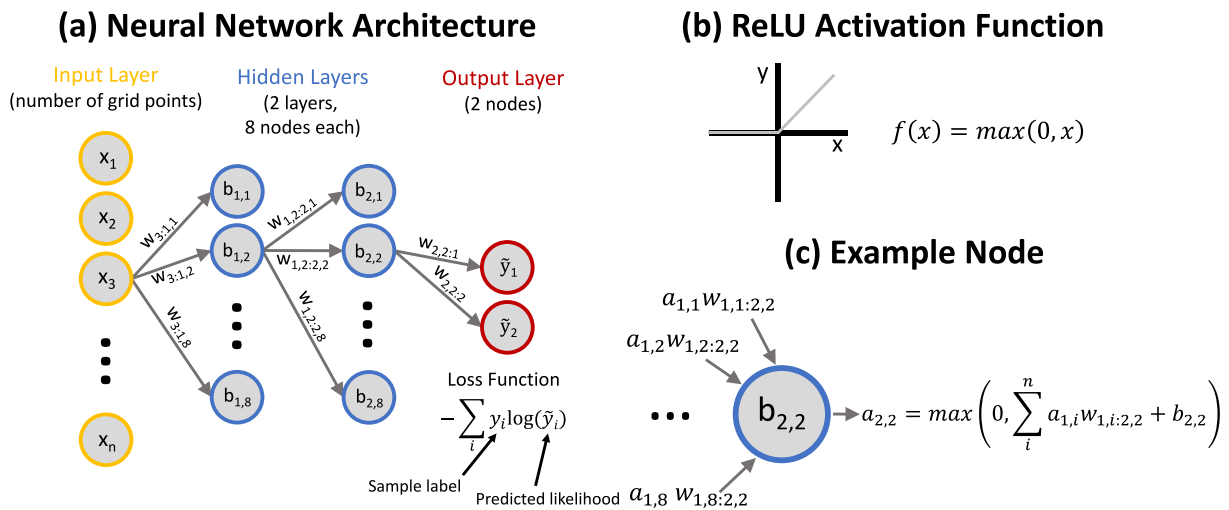 (a) Neural Network Architecture
Input Layer
(number of grid points)
Hidden Layers
(2 layers,
8 nodes each)
Output Layer
(2 nodes)
x₁
x₂
x₃
xₙ
w₃:₁,₁
w₃:₁,₂
w₃:₁,₈
b₁,₁
b₁,₂
b₁,₈
w₁,₂:₂,₁
w₁,₂:₂,₂
w₁,₂:₂,₈
b₂,₁
b₂,₂
b₂,₈
w₂,₂:₁
w₂,₂:₂
ỹ₁
ỹ₂
Loss Function
−∑ᵢ yᵢlog(ỹᵢ)
Sample label
Predicted likelihood
(b) ReLU Activation Function
y
x
f(x) = max(0, x)
(c) Example Node
a₁,₁w₁,₁:₂,₂
a₁,₂w₁,₂:₂,₂
a₁,₈ w₁,₈:₂,₂
b₂,₂
a₂,₂ = max(0, ∑ᵢⁿ a₁,ᵢw₁,ᵢ:₂,₂ + b₂,₂)